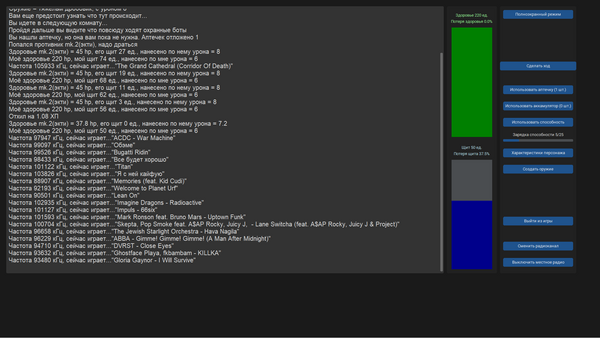 Оружие = тяжёлый дробовик, с уроном 8
Вам еще предстоит узнать что тут происходит...
Вы идете в следующую комнату...
Пройдя дальше вы видите что повсюду ходят охранные боты
Вы нашли аптечку, но она вам пока не нужна. Аптечек отложено 1
Попался противник mk.2(экти), надо драться
Здоровье mk.2(экти) = 45 hp, его щит 27 ед., нанесено по нему урона = 8
Моё здоровье 220 hp, мой щит 74 ед., нанесено по мне урона = 6
Частота 105933 кГц, сейчас играет..."The Grand Cathedral (Corridor Of Death)"
Здоровье mk.2(экти) = 45 hp, его щит 19 ед., нанесено по нему урона = 8
Моё здоровье 220 hp, мой щит 68 ед., нанесено по мне урона = 6
Здоровье mk.2(экти) = 45 hp, его щит 11 ед., нанесено по нему урона = 8
Моё здоровье 220 hp, мой щит 62 ед., нанесено по мне урона = 6
Здоровье mk.2(экти) = 45 hp, его щит 3 ед., нанесено по нему урона = 8
Моё здоровье 220 hp, мой щит 56 ед., нанесено по мне урона = 6
Отхил на 1.08 ХП
Здоровье mk.2(экти) = 37.8 hp, его щит 0 ед., нанесено по нему урона = 7.2
Моё здоровье 220 hp, мой щит 50 ед., нанесено по мне урона = 6
Частота 97947 кГц, сейчас играет..."ACDC - War Machine"
Частота 99097 кГц, сейчас играет..."Обэме"
Частота 99526 кГц, сейчас играет..."Bugatti Ridin"
Частота 98433 кГц, сейчас играет..."Все будет хорошо"
Частота 101122 кГц, сейчас играет..."Titan"
Частота 103826 кГц, сейчас играет..."Я с ней кайфую"
Частота 88907 кГц, сейчас играет..."Memories (feat. Kid Cudi)"
Частота 92193 кГц, сейчас играет..."Welcome to Planet Urf"
Частота 90501 кГц, сейчас играет..."Lean On"
Частота 102935 кГц, сейчас играет..."Imagine Dragons - Radioactive"
Частота 101127 кГц, сейчас играет..."Impuls - 66six"
Частота 101593 кГц, сейчас играет..."Mark Ronson feat. Bruno Mars - Uptown Funk"
Частота 100704 кГц, сейчас играет..."Skepta, Pop Smoke feat. A$AP Rocky, Juicy J, - Lane Switcha (feat. A$AP Rocky, Juicy J & Project)"
Частота 96658 кГц, сейчас играет..."The Jewish Starlight Orchestra - Hava Nagila"
Частота 96229 кГц, сейчас играет..."ABBA - Gimme! Gimme! Gimme! (A Man After Midnight)"
Частота 94710 кГц, сейчас играет..."DVRST - Close Eyes"
Частота 93632 кГц, сейчас играет..."Ghostface Playa, fkbambam - KILLKA"
Частота 93480 кГц, сейчас играет..."Gloria Gaynor - I Will Survive"
Здоровье 220 ед.
Потеря здоровья 0.0%
Щит 50 ед.
Потеря щита 37.5%
Полноэкранный режим
Сделать ход
Использовать аптечку (1 шт.)
Использовать аккумулятор (0 шт.)
Использовать способность
Зарядка способности 5/25
Характеристики персонажа
Создать оружие
Выйти из игры
Сменить радиоканал
Выключить местное радио